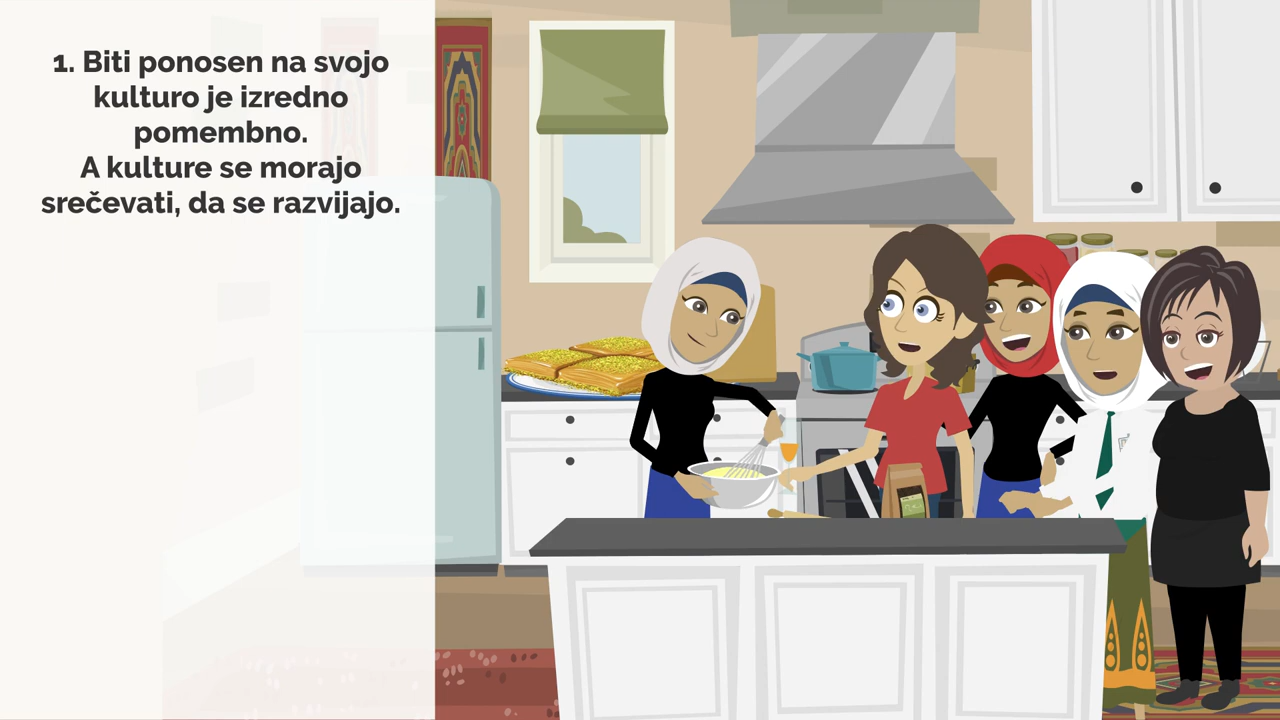 1. Biti ponosen na svojo
kulturo je izredno
pomembno.
A kulture se morajo
srečevati, da se razvijajo.